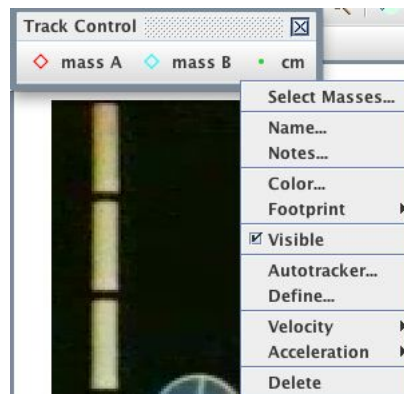 Track Control
mass A mass B cm
Select Masses...
Name...
Notes...
Color...
Footprint
Visible
Autotracker...
Define...
Velocity
Acceleration
Delete